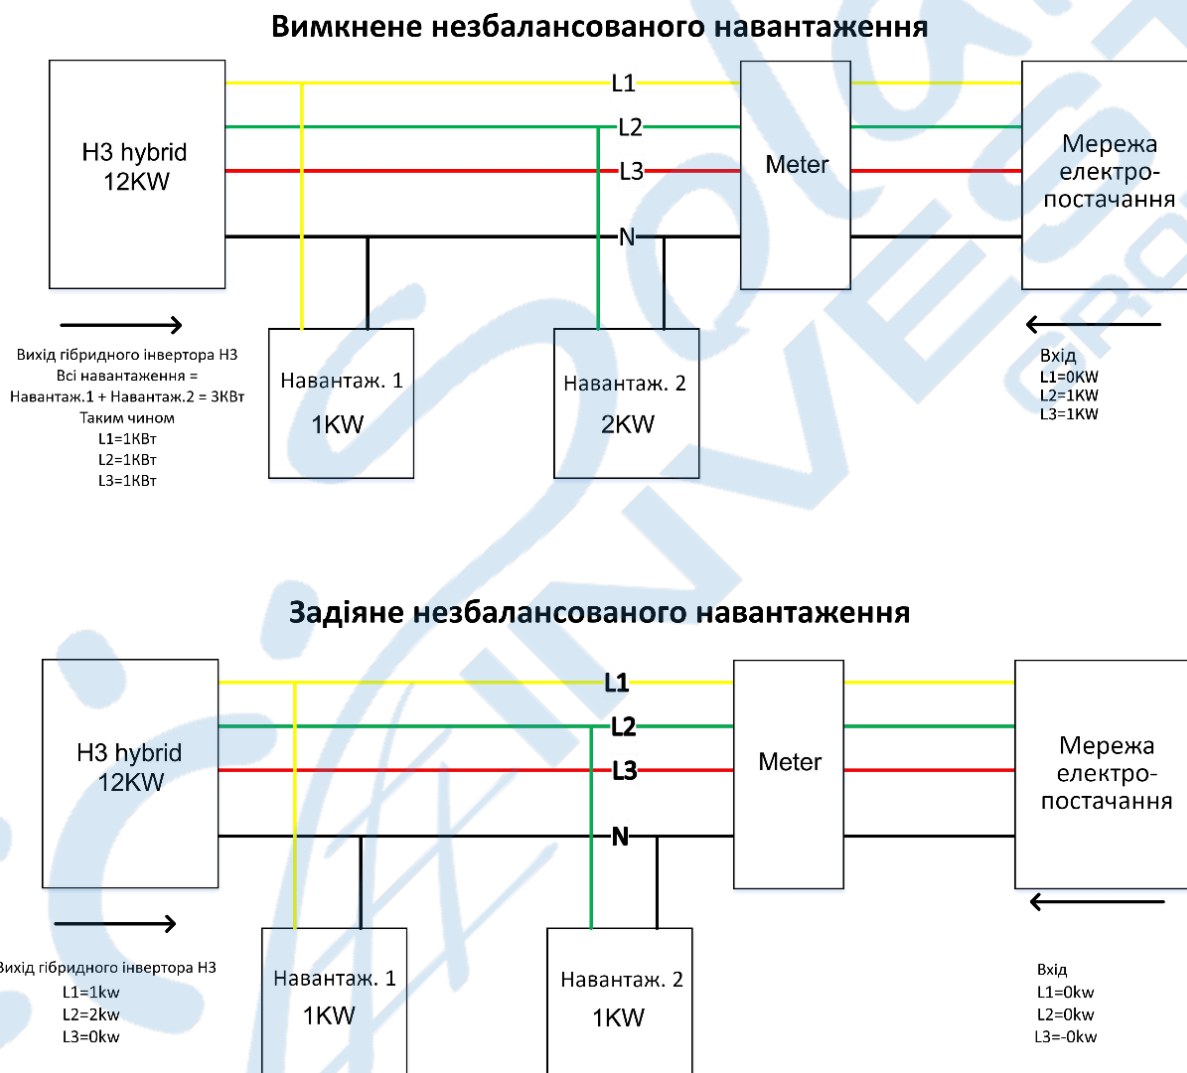 Вимкнене незбалансованого навантаження
L1
L2
L3
N
H3 hybrid
12KW
Meter
Мережа
електро-
постачання
Вихід гібридного інвертора H3
Всі навантаження =
Навантаж.1 + Навантаж.2 = 3КВт
Таким чином
L1=1КВт
L2=1КВт
L3=1КВт
Навантаж. 1
1KW
Навантаж. 2
2KW
Вхід
L1=0KW
L2=1KW
L3=1KW
Задіяне незбалансованого навантаження
L1
L2
L3
N
H3 hybrid
12KW
Meter
Мережа
електро-
постачання
Вихід гібридного інвертора H3
L1=1kw
L2=2kw
L3=0kw
Навантаж. 1
1KW
Навантаж. 2
1KW
Вхід
L1=0kw
L2=0kw
L3=-0kw